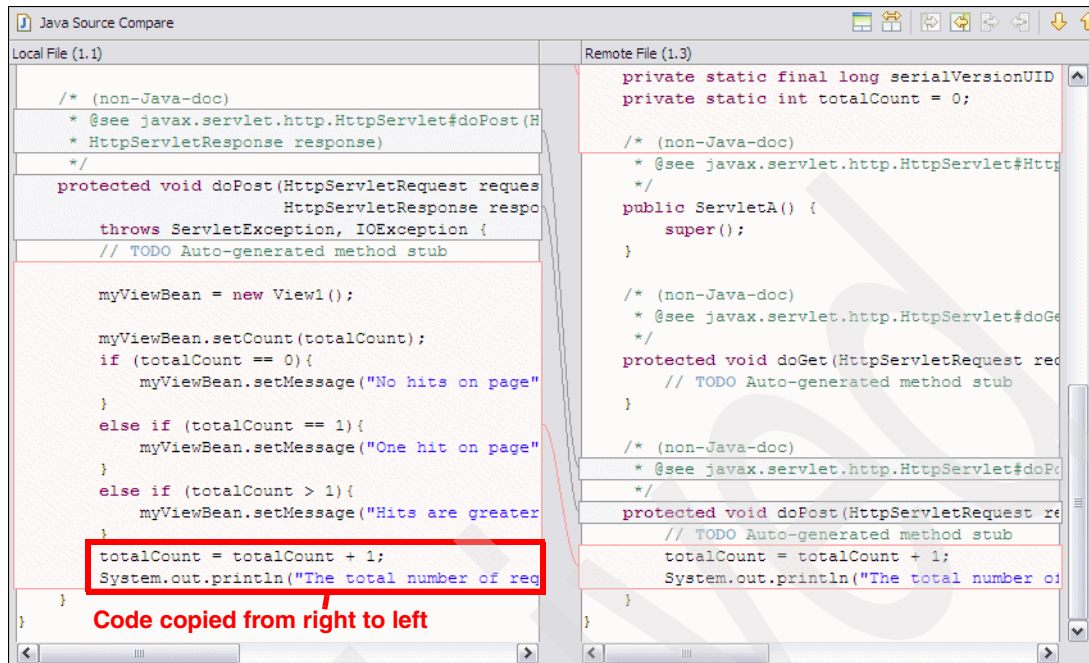 Java Source Compare
Local File (1.1)
/* (non-Java-doc)
* @see javax.servlet.http.HttpServlet#doPost(H
* HttpServletResponse response)
*/
protected void doPost(HttpServletRequest reques
HttpServletResponse respo
throws ServletException, IOException {
// TODO Auto-generated method stub
myViewBean = new View1();
myViewBean.setCount(totalCount);
if (totalCount == 0){
myViewBean.setMessage("No hits on page"
}
else if (totalCount == 1){
myViewBean.setMessage("One hit on page"
}
else if (totalCount > 1){
myViewBean.setMessage("Hits are greater
}
totalCount = totalCount + 1;
System.out.println("The total number of req
}
}
Code copied from right to left
Remote File (1.3)
private static final long serialVersionUID
private static int totalCount = 0;
/* (non-Java-doc)
* @see javax.servlet.http.HttpServlet#Http
*/
public ServletA() {
super();
}
/* (non-Java-doc)
* @see javax.servlet.http.HttpServlet#doGe
*/
protected void doGet(HttpServletRequest req
// TODO Auto-generated method stub
}
/* (non-Java-doc)
* @see javax.servlet.http.HttpServlet#doPo
*/
protected void doPost(HttpServletRequest re
// TODO Auto-generated method stub
totalCount = totalCount + 1;
System.out.println("The total number of
}
}